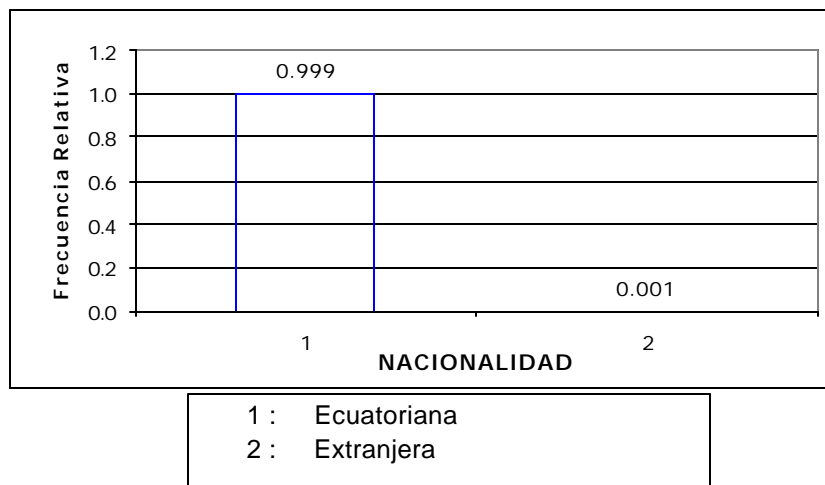 Frecuencia Relativa
1.2
1.0
0.8
0.6
0.4
0.2
0.0
0.999
0.001
1
2
NACIONALIDAD
1 : Ecuatoriana
2 : Extranjera